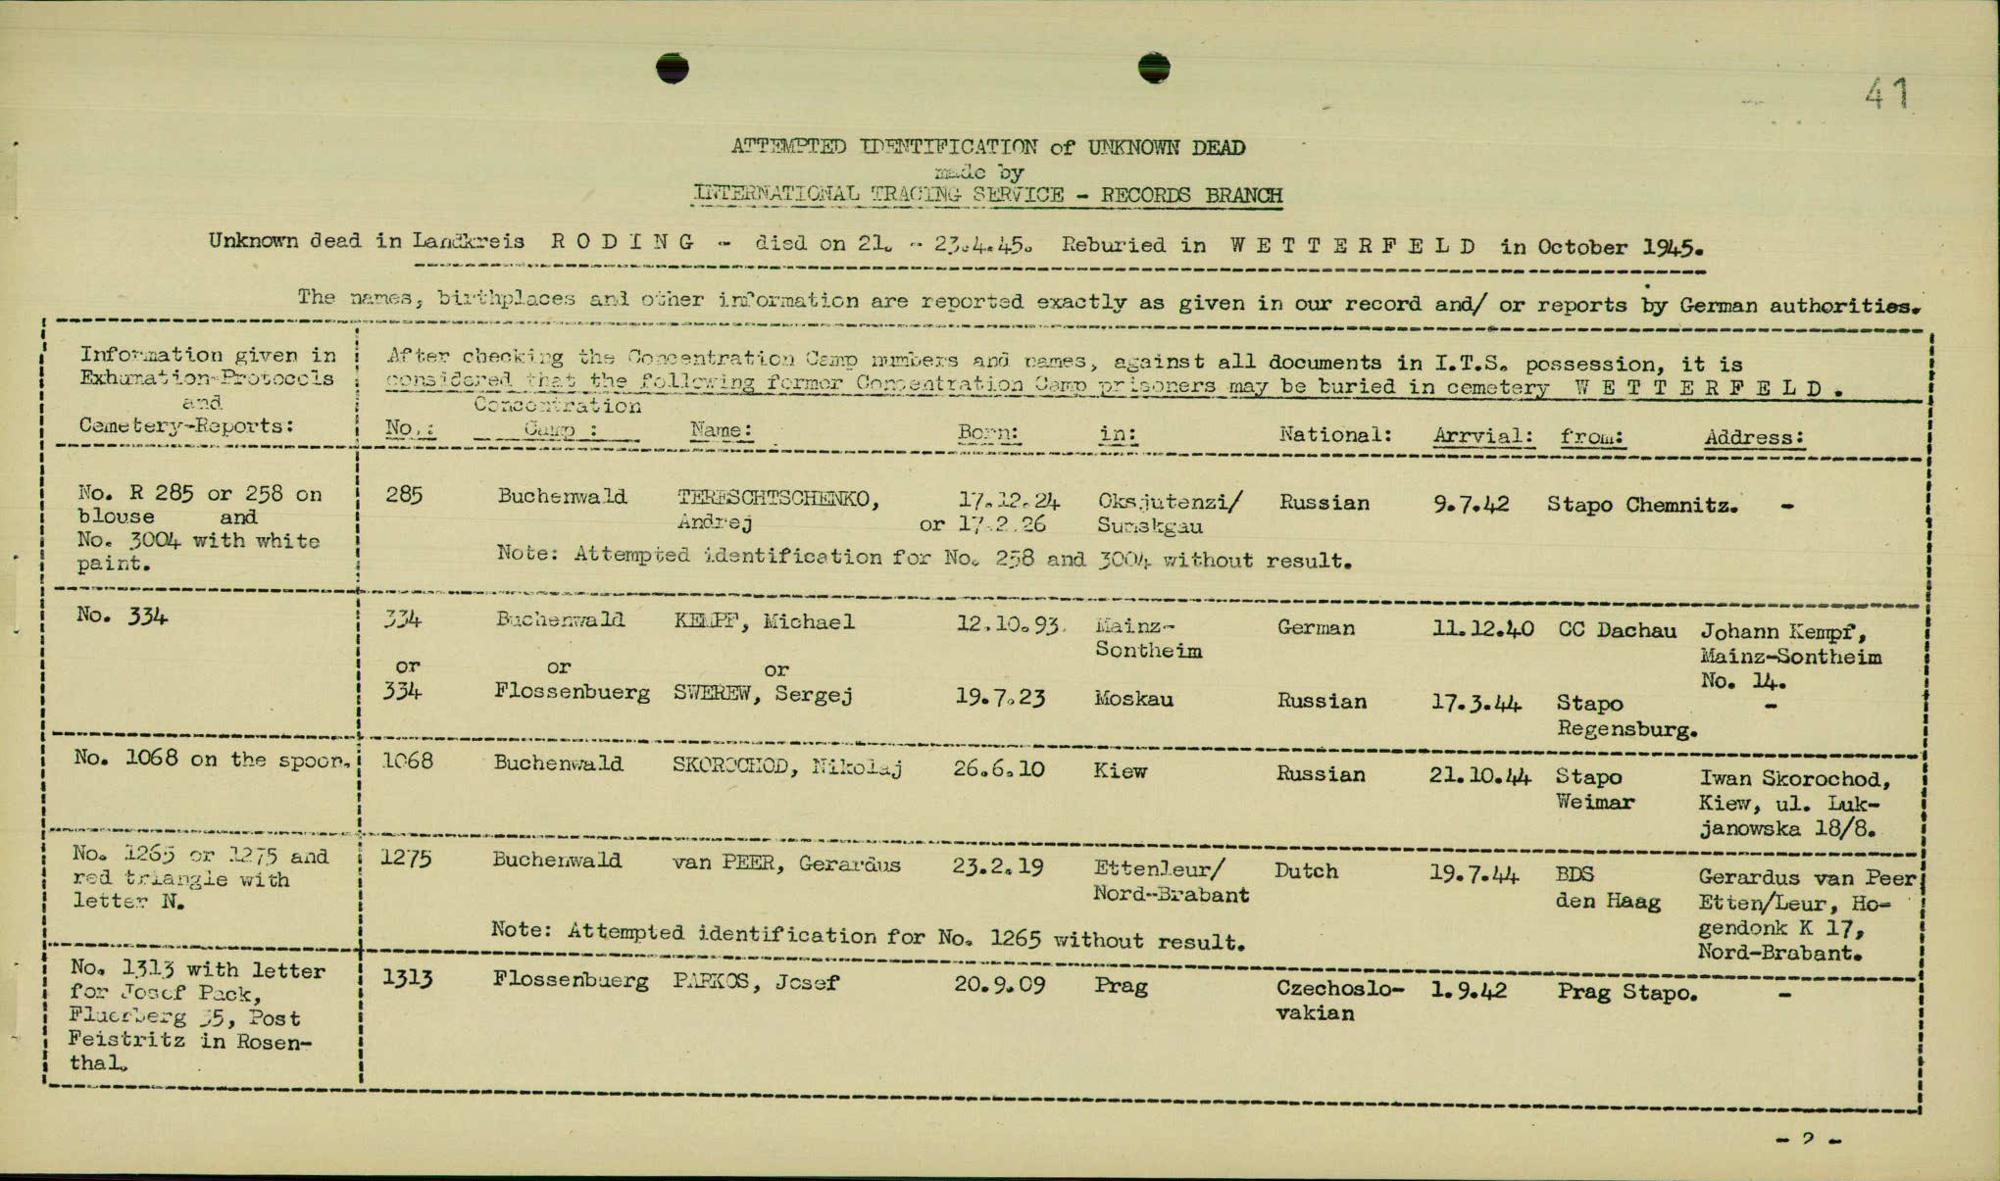 41
ATTEMPTED IDENTIFICATION of UNKNOWN DEAD
made by
INTERNATIONAL TRACING SERVICE - RECORDS BRANCH
Unknown dead in Landkreis R O D I N G - died on 21. - 23.4.45. Reburied in W E T T E R F E L D in October 1945.
The names, birthplaces and other information are reported exactly as given in our record and/ or reports by German authorities.
Information given in
Exhumation-Protocols
and
Cemetery-Reports:
After checking the Concentration Camp numbers and names, against all documents in I.T.S. possession, it is
considered that the following former Concentration Camp prisoners may be buried in cemetery W E T T E R F E L D .
Concentration
No.: Camp : Name: Born: in: National: Arrvial: from: Address:
No. R 285 or 258 on
blouse and
No. 3004 with white
paint.
285 Buchenwald TERESCHTSCHENKO, 17.12.24 Oksjutenzi/ Russian 9.7.42 Stapo Chemnitz. -
Andrej or 17.2.26 Sumskgau
Note: Attempted identification for No. 258 and 3004 without result.
No. 334
334 Buchenwald KEMPF, Michael 12.10.93. Mainz- German 11.12.40 CC Dachau Johann Kempf,
Sontheim Mainz-Sontheim
No. 14.
or or or
334 Flossenbuerg SWEREW, Sergej 19.7.23 Moskau Russian 17.3.44 Stapo -
Regensburg.
No. 1068 on the spoon.
1068 Buchenwald SKOROCHOD, Nikolaj 26.6.10 Kiew Russian 21.10.44 Stapo Iwan Skorochod,
Weimar Kiew, ul. Luk-
janowska 18/8.
No. 1265 or 1275 and
red triangle with
letter N.
1275 Buchenwald van PEER, Gerardus 23.2.19 Ettenleur/ Dutch 19.7.44 BDS Gerardus van Peer
Nord-Brabant den Haag Etten/Leur, Ho-
gendonk K 17,
Nord-Brabant.
Note: Attempted identification for No. 1265 without result.
No. 1313 with letter
for Josef Pack,
Fluerberg 35, Post
Feistritz in Rosen-
thal.
1313 Flossenbuerg PARKOS, Josef 20.9.09 Prag Czechoslo- 1.9.42 Prag Stapo. -
vakian
- 2 -